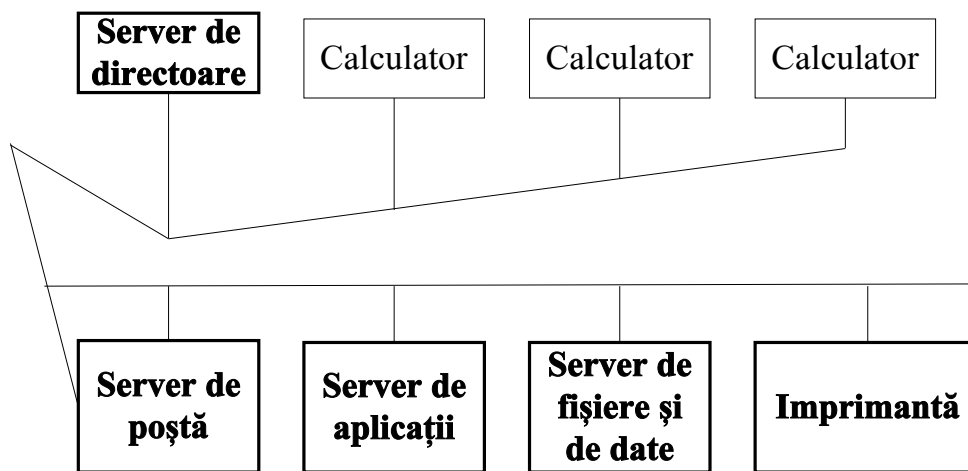 Server de
directoare
Calculator
Calculator
Calculator
Server de
poștă
Server de
aplicații
Server de
fișiere și
de date
Imprimantă